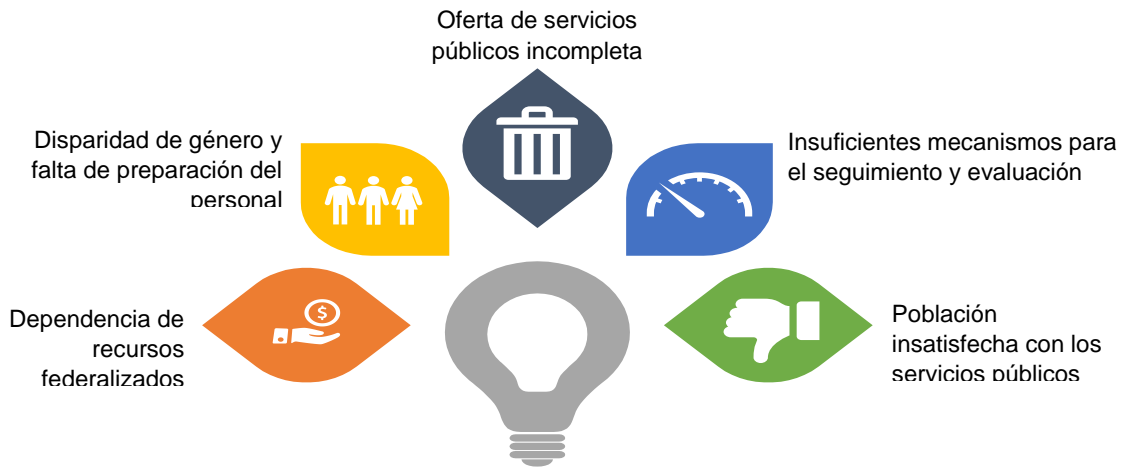 Oferta de servicios
públicos incompleta
Disparidad de género y
falta de preparación del
personal
Insuficientes mecanismos para
el seguimiento y evaluación
Dependencia de
recursos
federalizados
$
Población
insatisfecha con los
servicios públicos